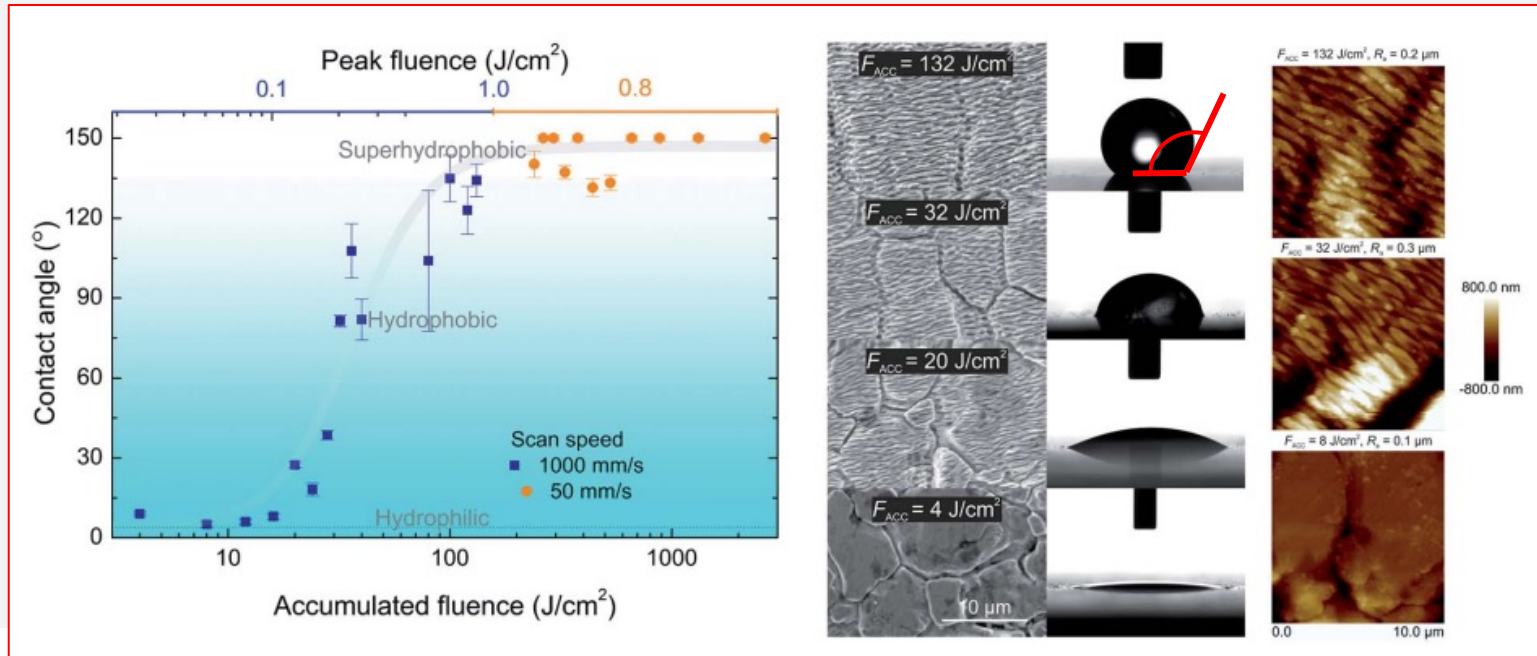 Peak fluence (J/cm²)
0.1 1.0 0.8
Contact angle (°)
150
120
90
60
30
0
Superhydrophobic
Hydrophobic
Hydrophilic
Scan speed
1000 mm/s
50 mm/s
10 100 1000
Accumulated fluence (J/cm²)
F_ACC = 132 J/cm²
F_ACC = 32 J/cm²
F_ACC = 20 J/cm²
F_ACC = 4 J/cm²
10 µm
F_ACC = 132 J/cm², R_a = 0.2 µm
F_ACC = 32 J/cm², R_a = 0.3 µm
F_ACC = 8 J/cm², R_a = 0.1 µm
0.0 10.0 µm
800.0 nm
-800.0 nm